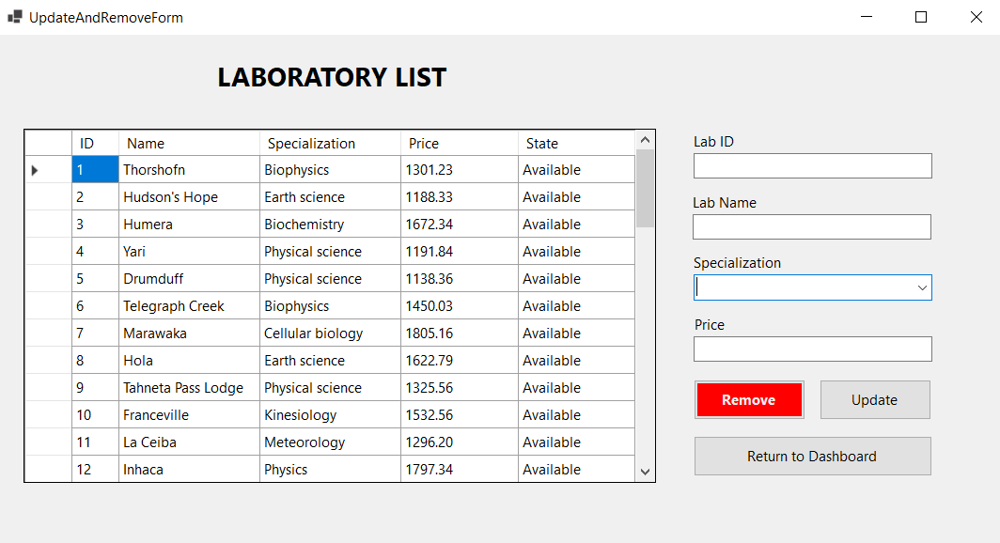 UpdateAndRemoveForm
LABORATORY LIST
ID Name Specialization Price State
1 Thorshofn Biophysics 1301.23 Available
2 Hudson's Hope Earth science 1188.33 Available
3 Humera Biochemistry 1672.34 Available
4 Yari Physical science 1191.84 Available
5 Drumduff Physical science 1138.36 Available
6 Telegraph Creek Biophysics 1450.03 Available
7 Marawaka Cellular biology 1805.16 Available
8 Hola Earth science 1622.79 Available
9 Tahneta Pass Lodge Physical science 1325.56 Available
10 Franceville Kinesiology 1532.56 Available
11 La Ceiba Meteorology 1296.20 Available
12 Inhaca Physics 1797.34 Available
Lab ID
Lab Name
Specialization
Price
Remove Update
Return to Dashboard